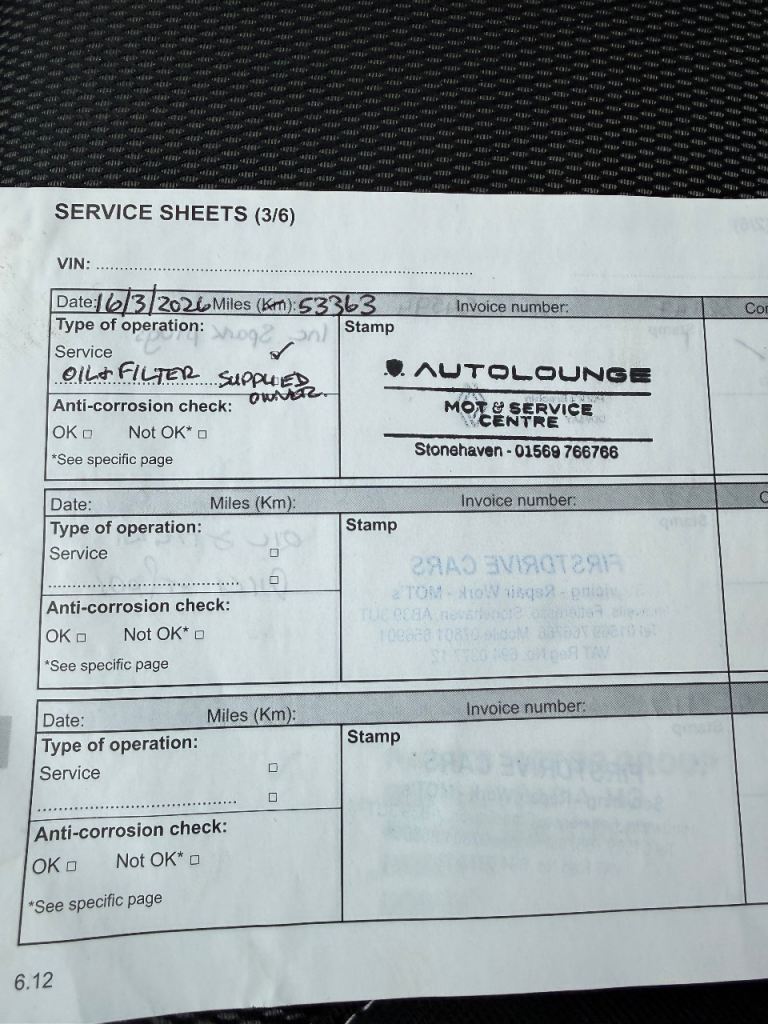 SERVICE SHEETS (3/6)
VIN:
Date: 16/3/2026 Miles (Km): 53363 Invoice number:
Type of operation:
Stamp
Service ✓
OIL & FILTER SUPPLIED
OWNER.
AUTOLOUNGE
MOT & SERVICE
CENTRE
Stonehaven - 01569 766766
Anti-corrosion check:
OK □ Not OK* □
*See specific page
Date: Miles (Km): Invoice number:
Type of operation:
Stamp
Service □
□
Anti-corrosion check:
OK □ Not OK* □
*See specific page
FIRSTDRIVE CARS
Date: Miles (Km): Invoice number:
Type of operation:
Stamp
Service □
□
Anti-corrosion check:
OK □ Not OK* □
*See specific page
6.12